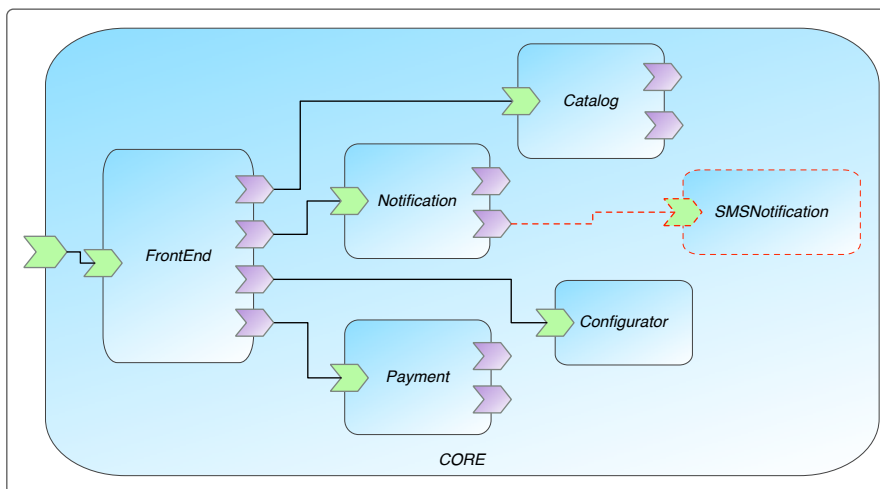 Catalog
Notification
SMSNotification
FrontEnd
Configurator
Payment
CORE